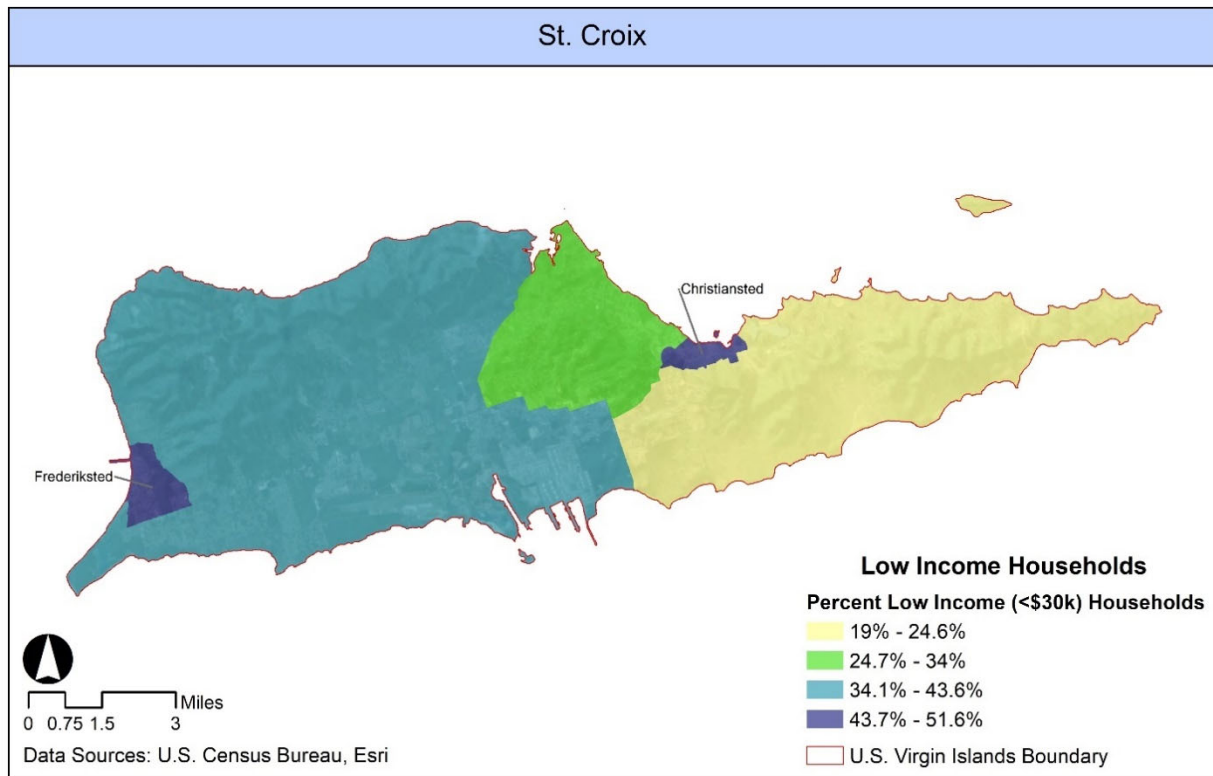 St. Croix
Christiansted
Frederiksted
Low Income Households
Percent Low Income (<$30k) Households
19% - 24.6%
24.7% - 34%
34.1% - 43.6%
43.7% - 51.6%
U.S. Virgin Islands Boundary
Miles
0 0.75 1.5 3
Data Sources: U.S. Census Bureau, Esri